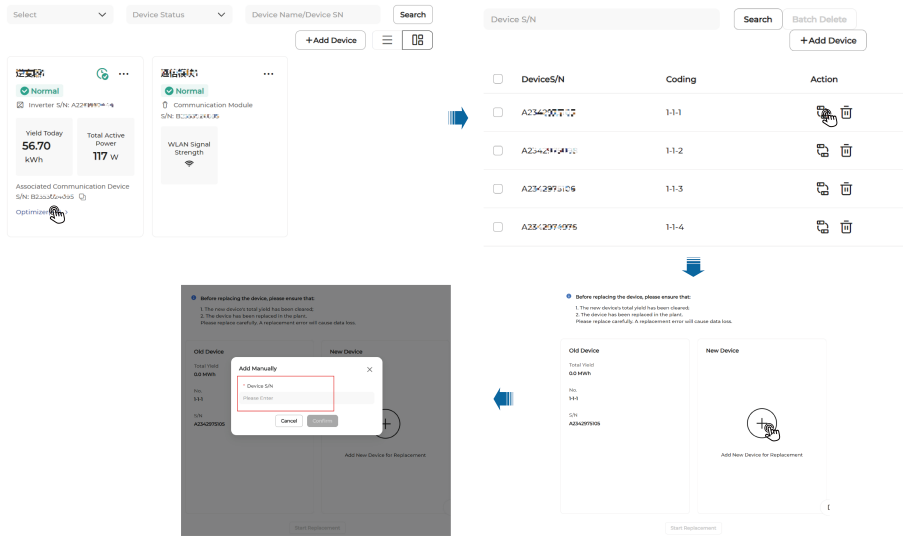 Select
Device Status
Device Name/Device SN
Search
+Add Device
Normal
Inverter S/N:
Yield Today
56.70
kWh
Total Active
Power
117 W
Associated Communication Device
S/N:
Optimizer
Normal
Communication Module
S/N:
WLAN Signal
Strength
Device S/N
Search
Batch Delete
+Add Device
DeviceS/N
Coding
Action
1-1-1
1-1-2
1-1-3
1-1-4
Before replacing the device, please ensure that:
1. The new device's total yield has been cleared;
2. The device has been replaced in the plant.
Please replace carefully. A replacement error will cause data loss.
Old Device
Total Yield
0.0 MWh
No.
1-1-1
S/N
A2342975105
New Device
Add New Device for Replacement
Start Replacement
Before replacing the device, please ensure that:
1. The new device's total yield has been cleared;
2. The device has been replaced in the plant.
Please replace carefully. A replacement error will cause data loss.
Old Device
New Device
Total Yield
0.0 MWh
No.
1-1-1
S/N
A2342975105
Add Manually
* Device S/N
Please Enter
Cancel
Confirm
Add New Device for Replacement
Start Replacement